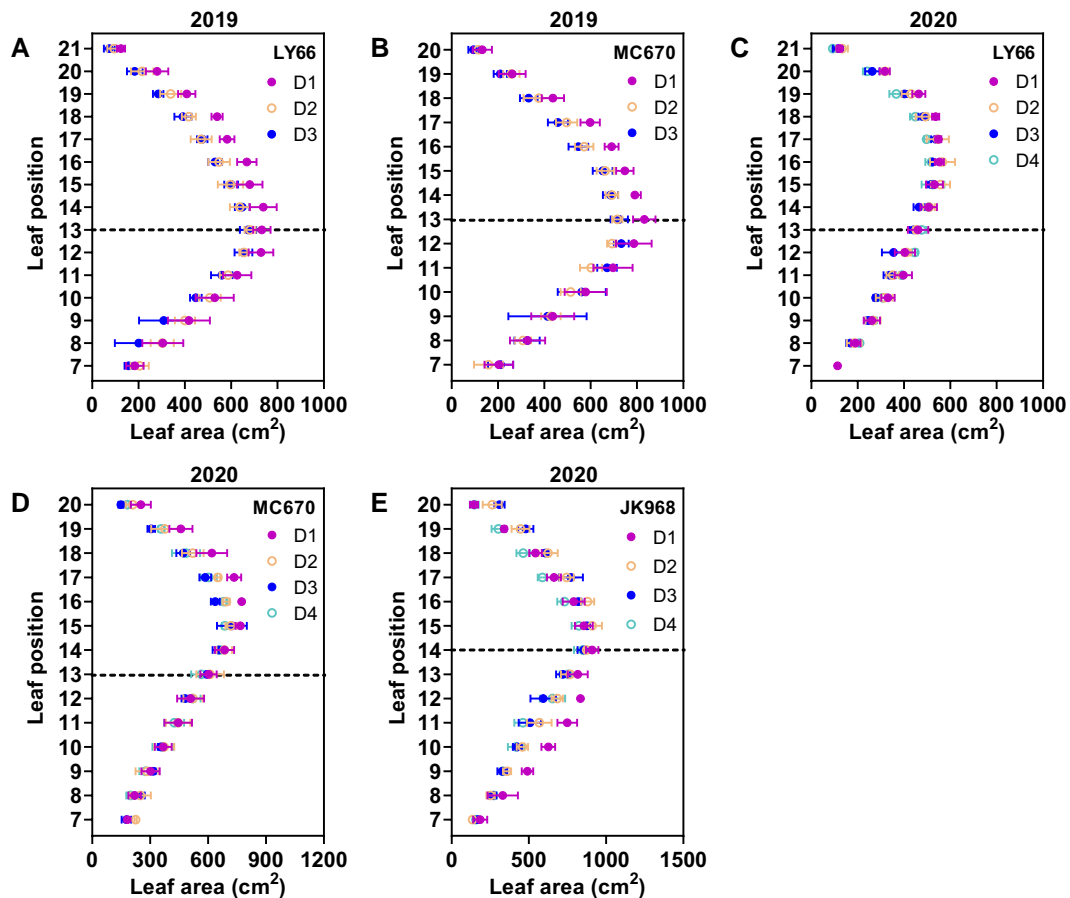 2019
A
LY66
D1
D2
D3
Leaf position
21
20
19
18
17
16
15
14
13
12
11
10
9
8
7
0 200 400 600 800 1000
Leaf area (cm²)
2019
B
MC670
D1
D2
D3
Leaf position
20
19
18
17
16
15
14
13
12
11
10
9
8
7
0 200 400 600 800 1000
Leaf area (cm²)
2020
C
LY66
D1
D2
D3
D4
Leaf position
21
20
19
18
17
16
15
14
13
12
11
10
9
8
7
0 200 400 600 800 1000
Leaf area (cm²)
2020
D
MC670
D1
D2
D3
D4
Leaf position
20
19
18
17
16
15
14
13
12
11
10
9
8
7
0 300 600 900 1200
Leaf area (cm²)
2020
E
JK968
D1
D2
D3
D4
Leaf position
20
19
18
17
16
15
14
13
12
11
10
9
8
7
0 500 1000 1500
Leaf area (cm²)